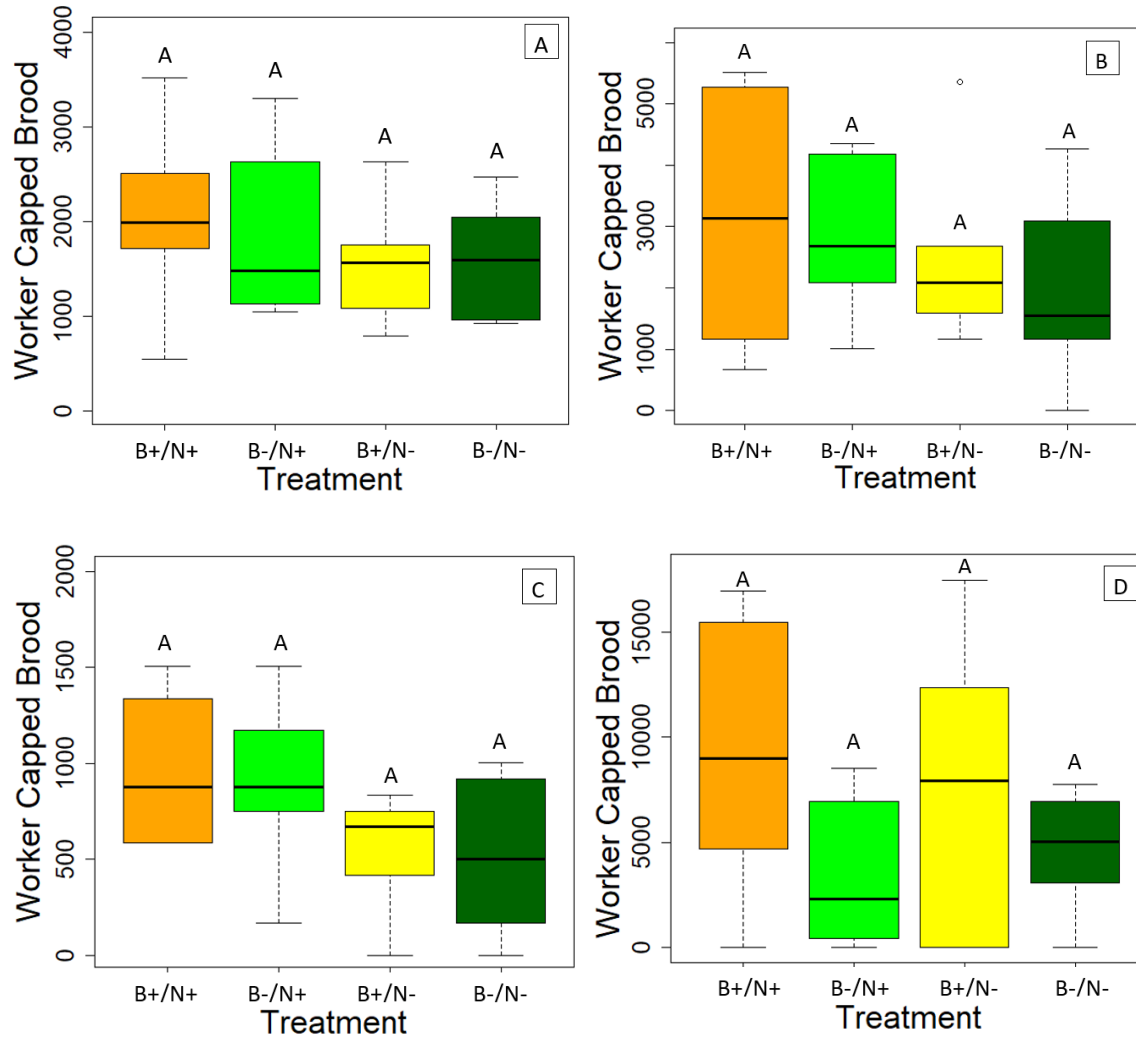 Worker Capped Brood
4000
3000
2000
1000
0
A
A A A A
B+/N+ B-/N+ B+/N- B-/N-
Treatment
Worker Capped Brood
5000
3000
1000
0
B
A A A A
B+/N+ B-/N+ B+/N- B-/N-
Treatment
Worker Capped Brood
2000
1500
1000
500
0
C
A A A A
B+/N+ B-/N+ B+/N- B-/N-
Treatment
Worker Capped Brood
15000
10000
5000
0
D
A A A A
B+/N+ B-/N+ B+/N- B-/N-
Treatment